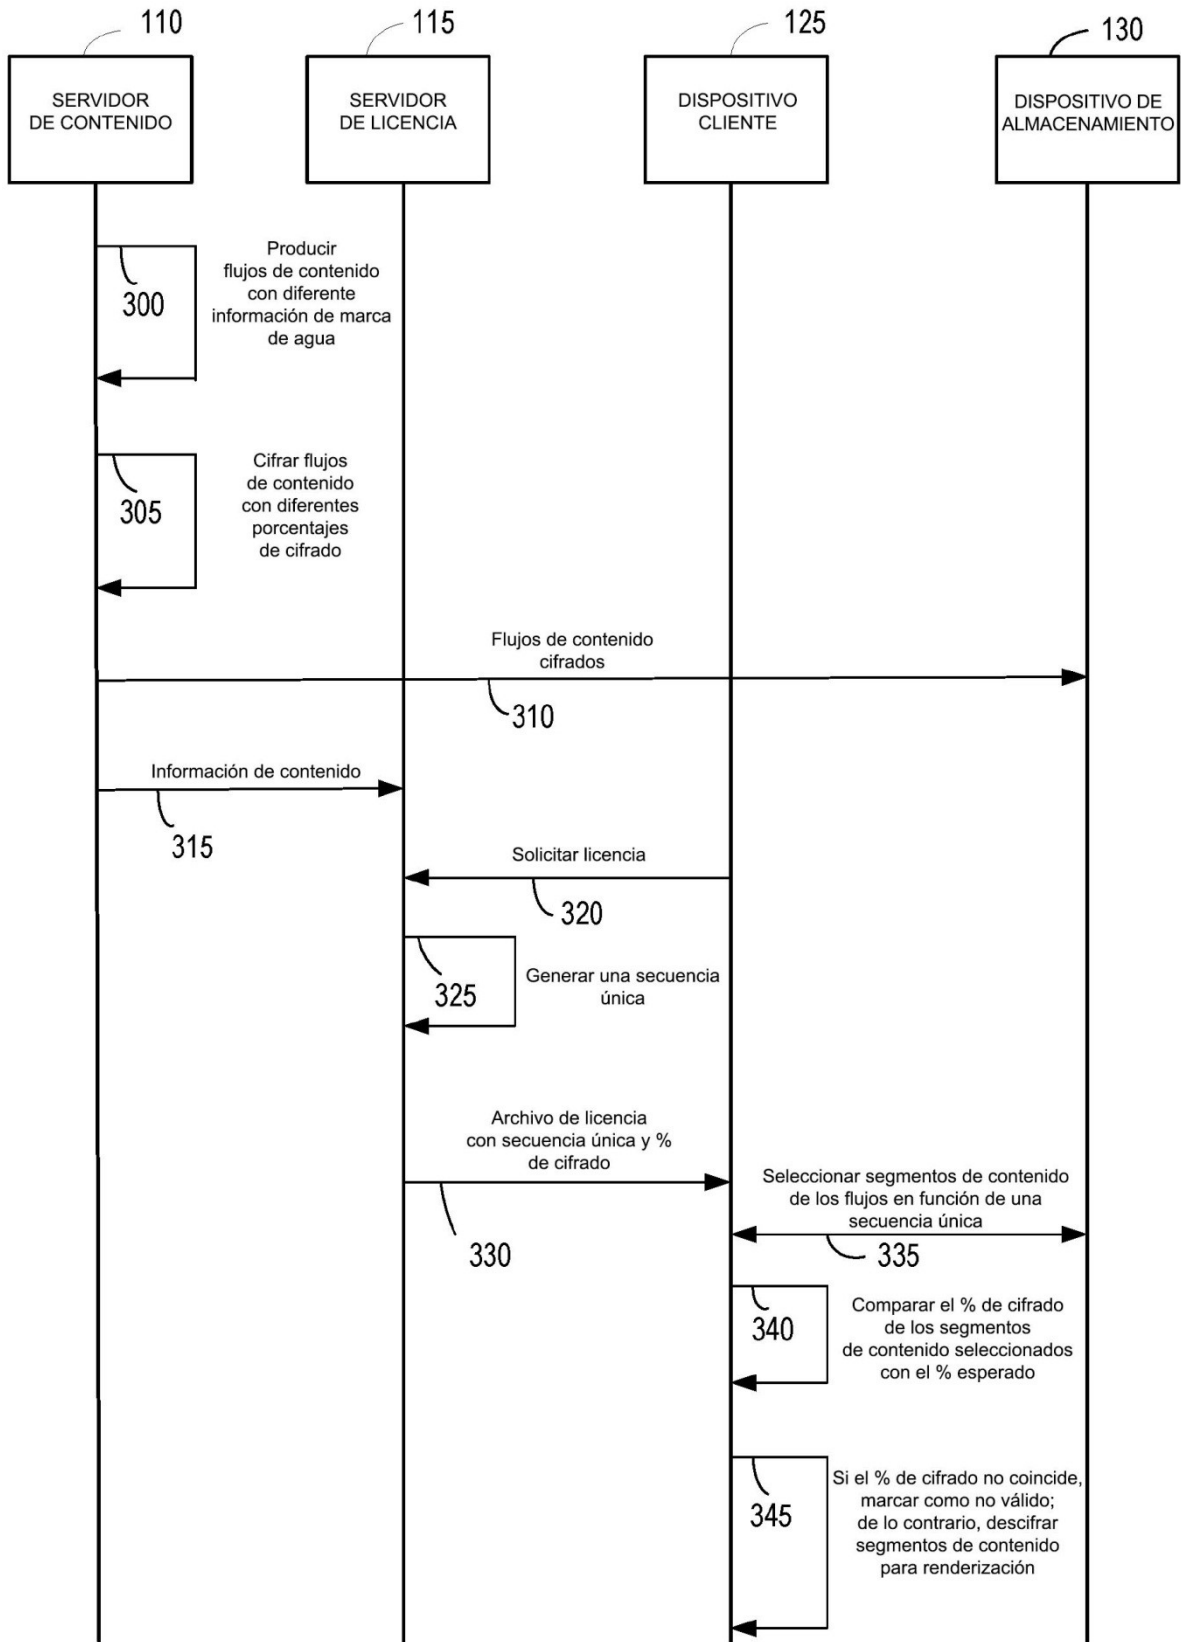 110
115
125
130
SERVIDOR
DE CONTENIDO
SERVIDOR
DE LICENCIA
DISPOSITIVO
CLIENTE
DISPOSITIVO DE
ALMACENAMIENTO
Producir
flujos de contenido
con diferente
información de marca
de agua
300
Cifrar flujos
de contenido
con diferentes
porcentajes
de cifrado
305
Flujos de contenido
cifrados
310
Información de contenido
315
Solicitar licencia
320
325
Generar una secuencia
única
Archivo de licencia
con secuencia única y %
de cifrado
330
Seleccionar segmentos de contenido
de los flujos en función de una
secuencia única
335
340
Comparar el % de cifrado
de los segmentos
de contenido seleccionados
con el % esperado
345
Si el % de cifrado no coincide,
marcar como no válido;
de lo contrario, descifrar
segmentos de contenido
para renderización